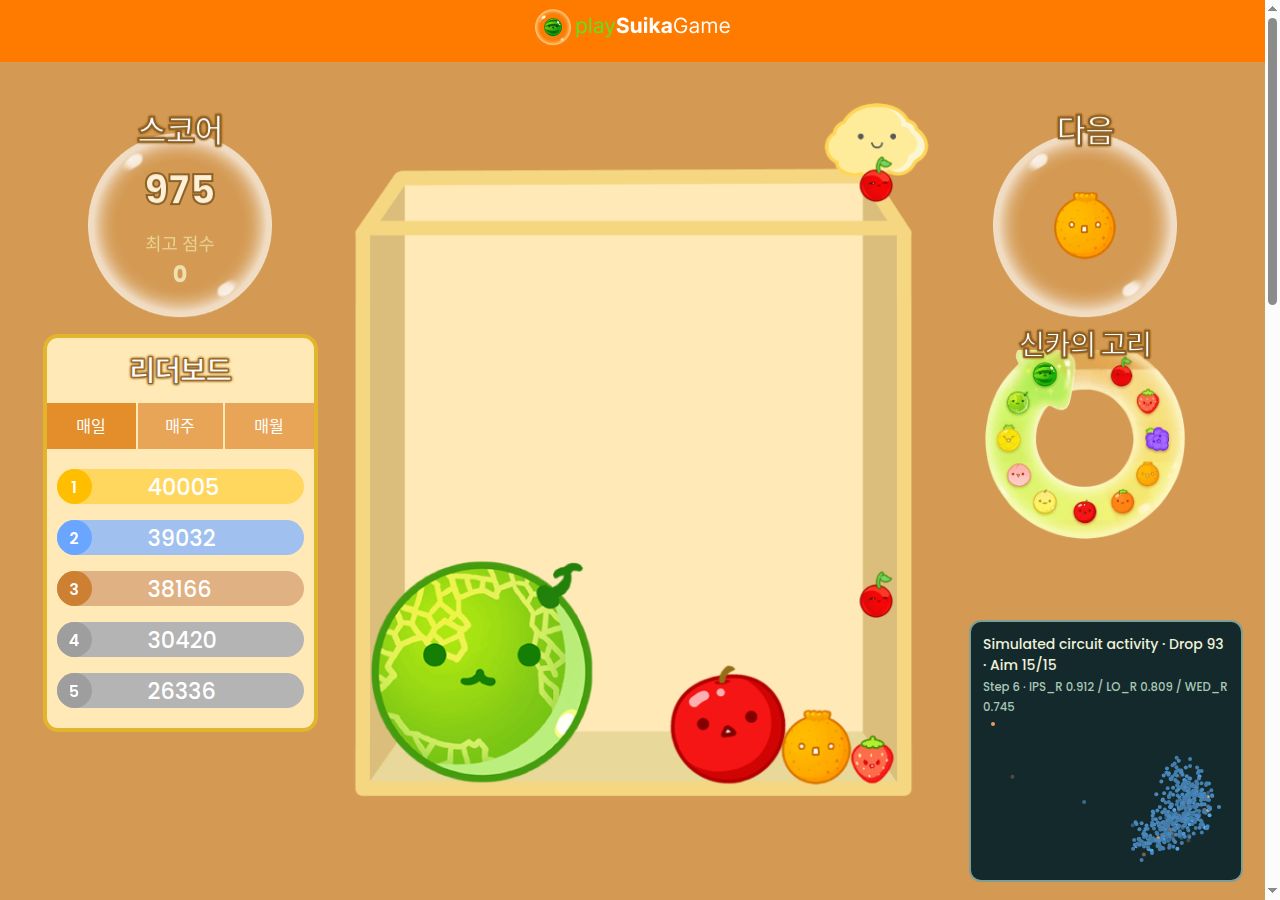 playSuikaGame
스코어
975
최고 점수
0
리더보드
매일 매주 매월
1 40005
2 39032
3 38166
4 30420
5 26336
다음
신카의 고리
Simulated circuit activity · Drop 93
· Aim 15/15
Step 6 · IPS_R 0.912 / LO_R 0.809 / WED_R
0.745